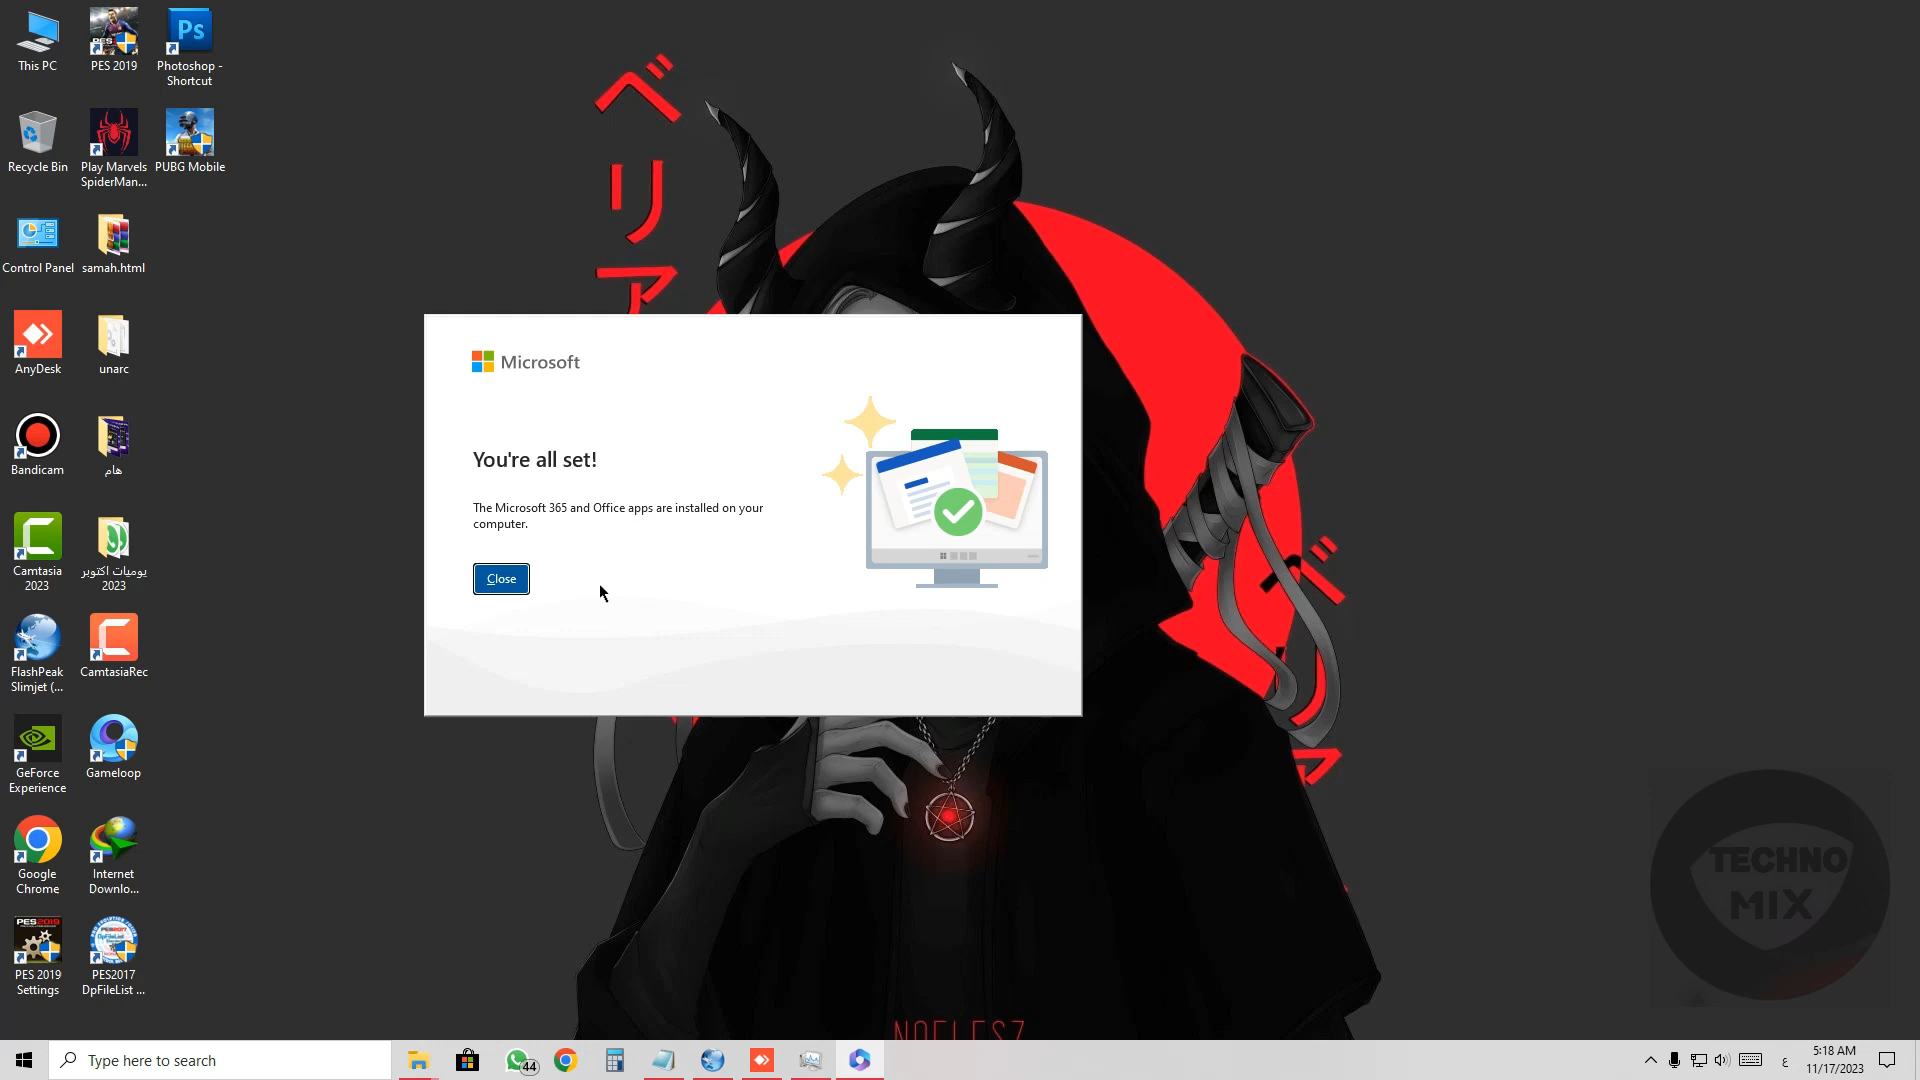 This PC
PES 2019
Photoshop -
Shortcut
Recycle Bin
Play Marvels
SpiderMan...
PUBG Mobile
Control Panel
samah.html
AnyDesk
unarc
Bandicam
هام
Camtasia
2023
يوميات اكتوبر
2023
FlashPeak
Slimjet (...
CamtasiaRec
GeForce
Experience
Gameloop
Google
Chrome
Internet
Downlo...
PES 2019
Settings
PES2017
DpFileList ...
ベリア
Microsoft
You're all set!
The Microsoft 365 and Office apps are installed on your
computer.
Close
TECHNO
MIX
Type here to search
44
ع
5:18 AM
11/17/2023